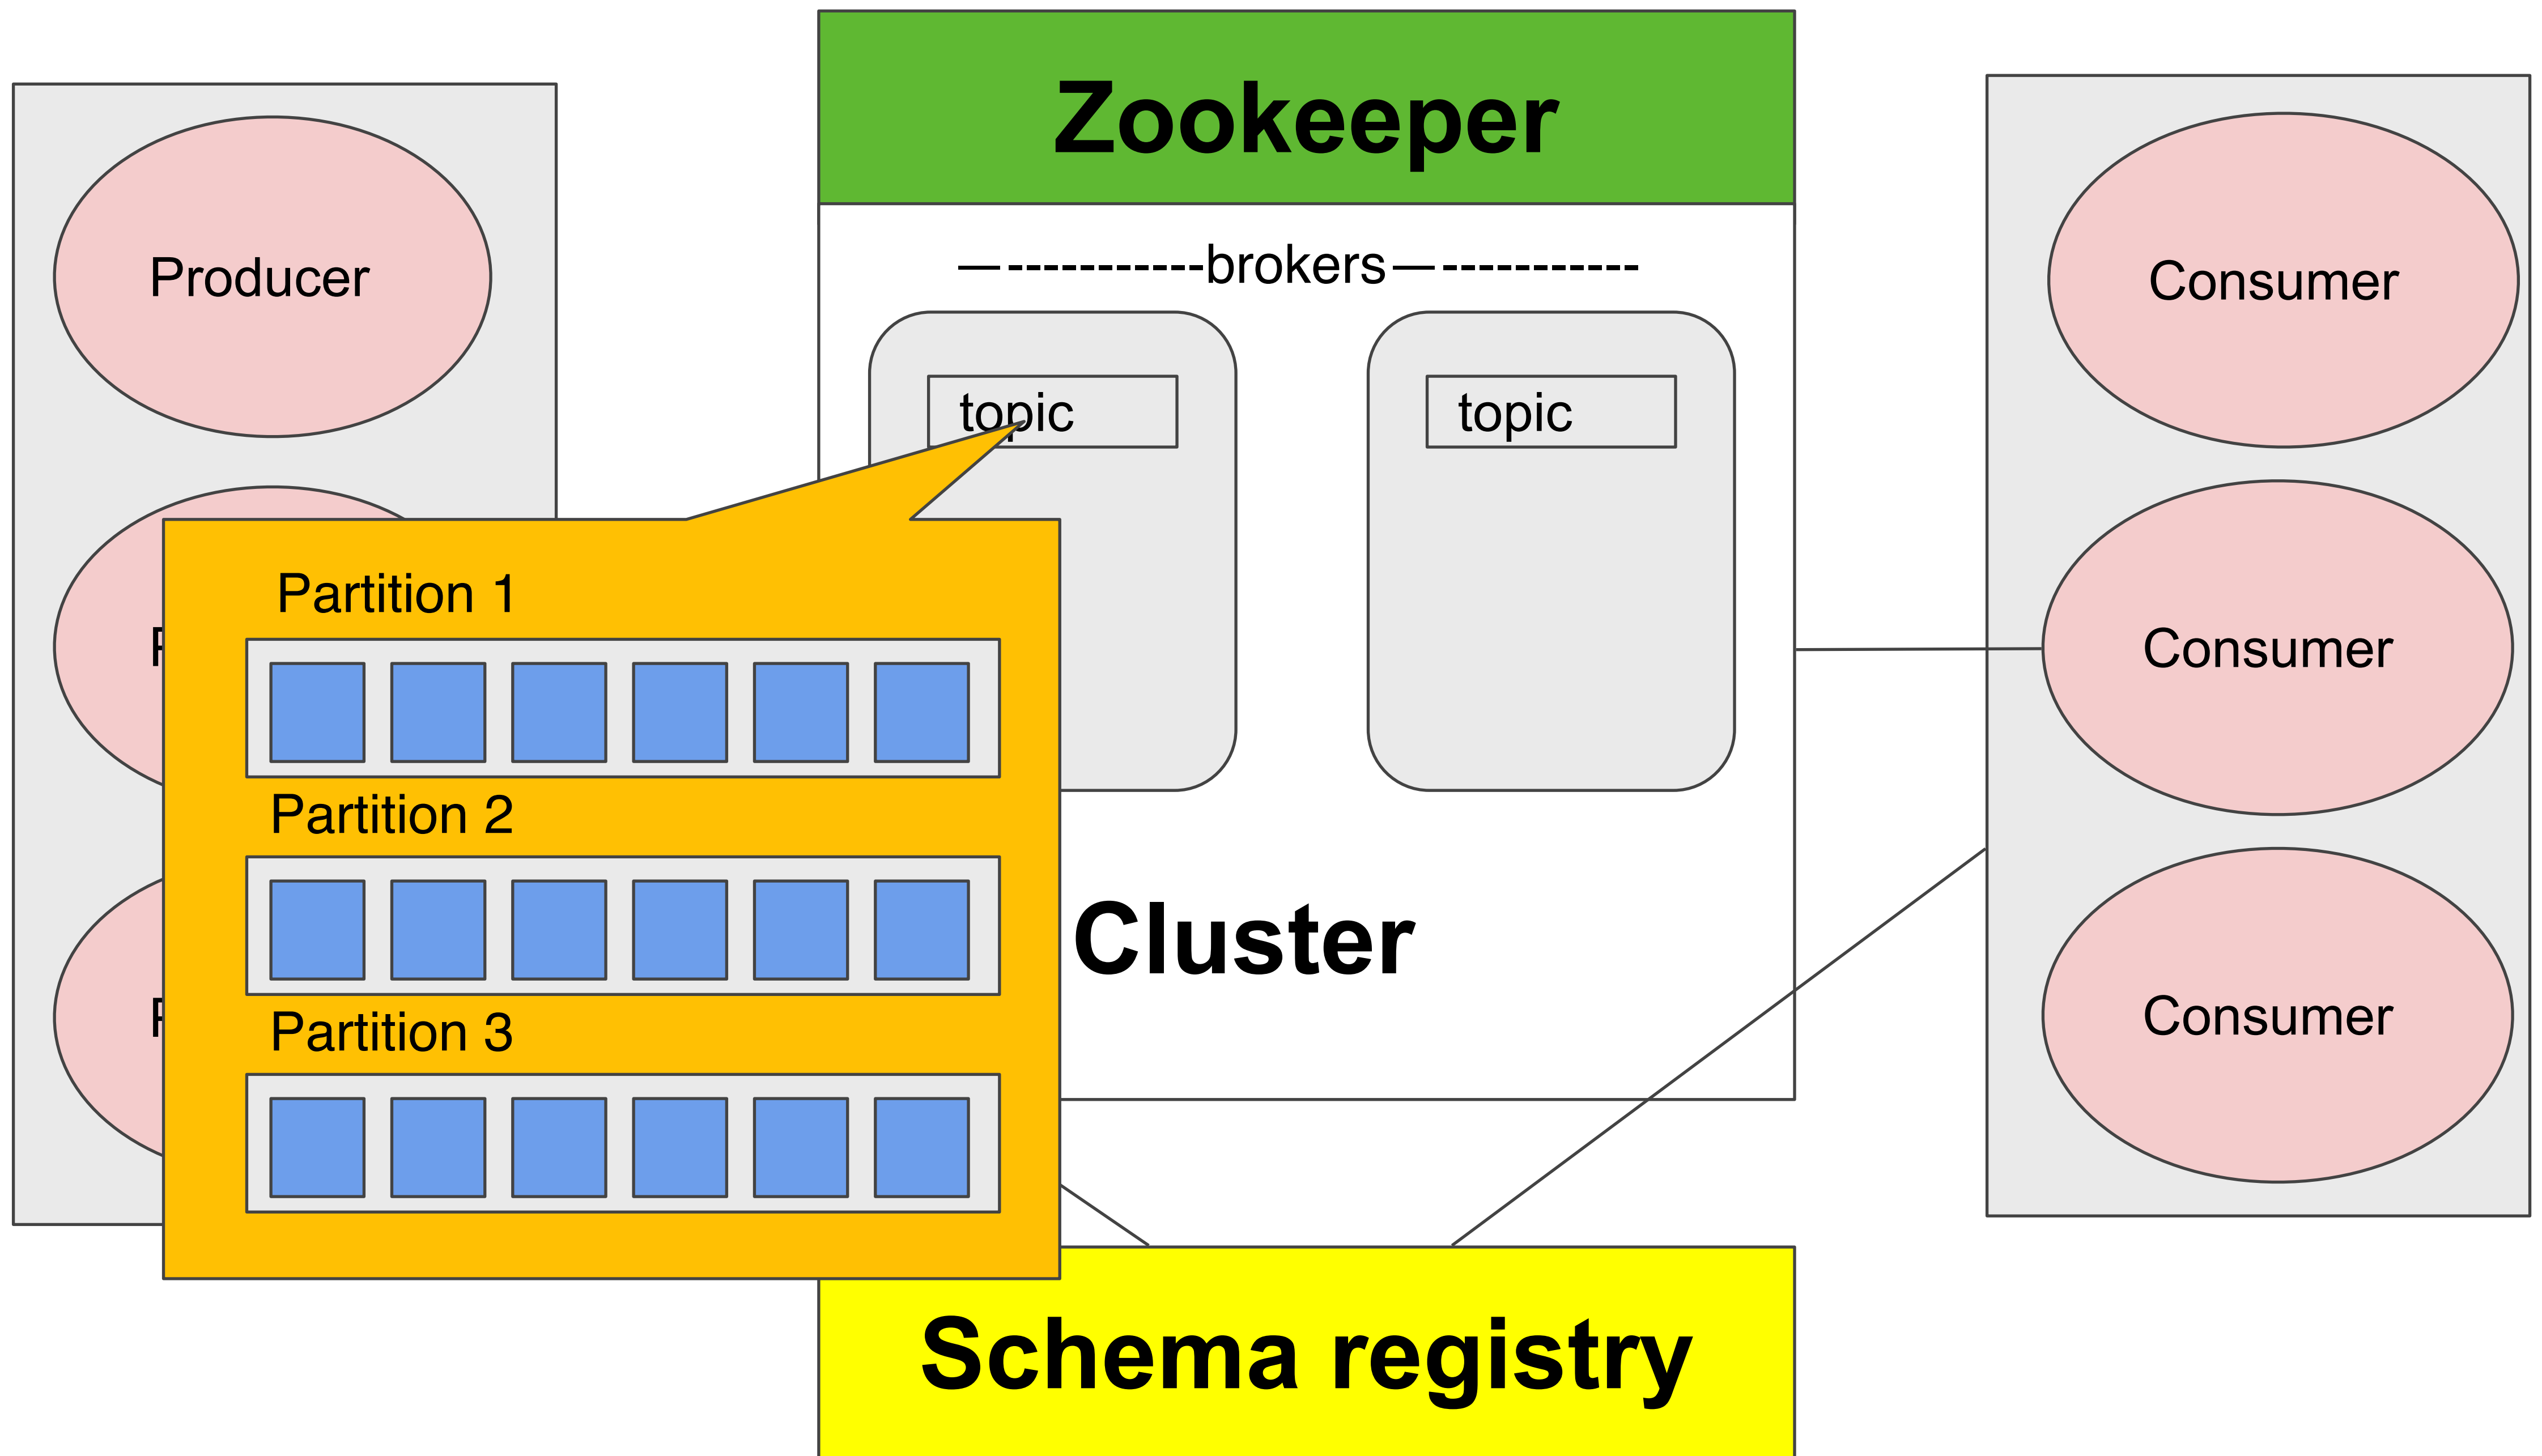 Zookeeper
— -----------brokers— -----------
Producer
topic
topic
Consumer
Partition 1
Consumer
Partition 2
Cluster
Partition 3
Consumer
Schema registry